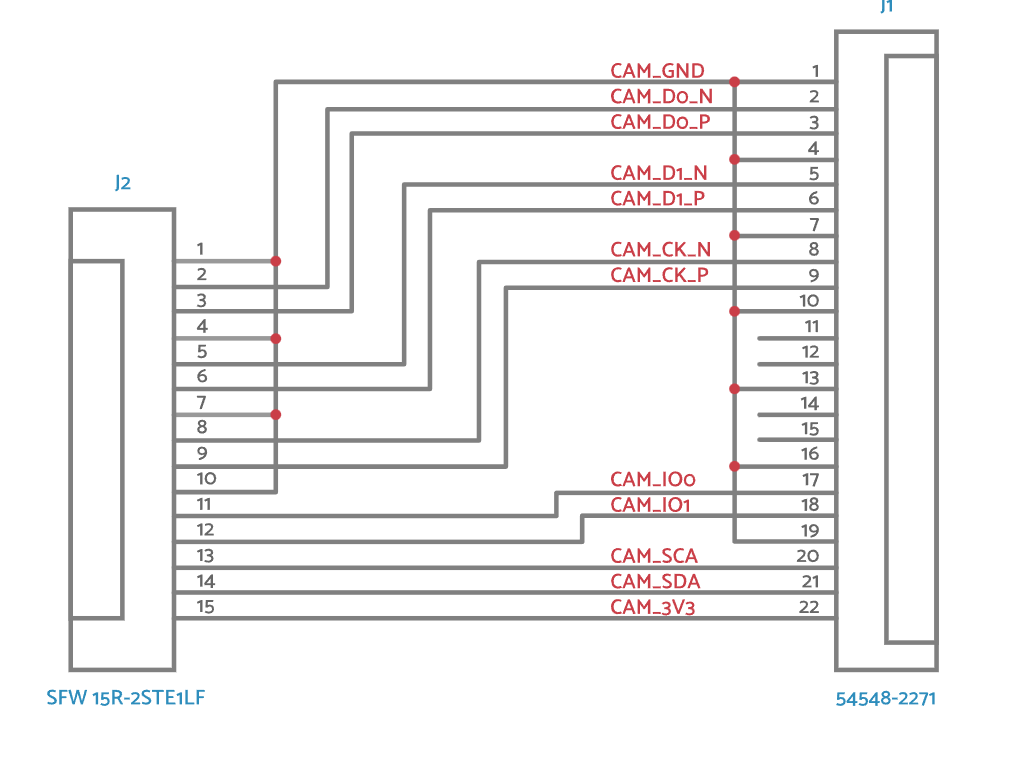 J1
CAM_GND 1
CAM_D0_N 2
CAM_D0_P 3
4
CAM_D1_N 5
CAM_D1_P 6
7
CAM_CK_N 8
CAM_CK_P 9
10
11
12
13
14
15
16
CAM_IO0 17
CAM_IO1 18
19
CAM_SCA 20
CAM_SDA 21
CAM_3V3 22
54548-2271
J2
1
2
3
4
5
6
7
8
9
10
11
12
13
14
15
SFW 15R-2STE1LF